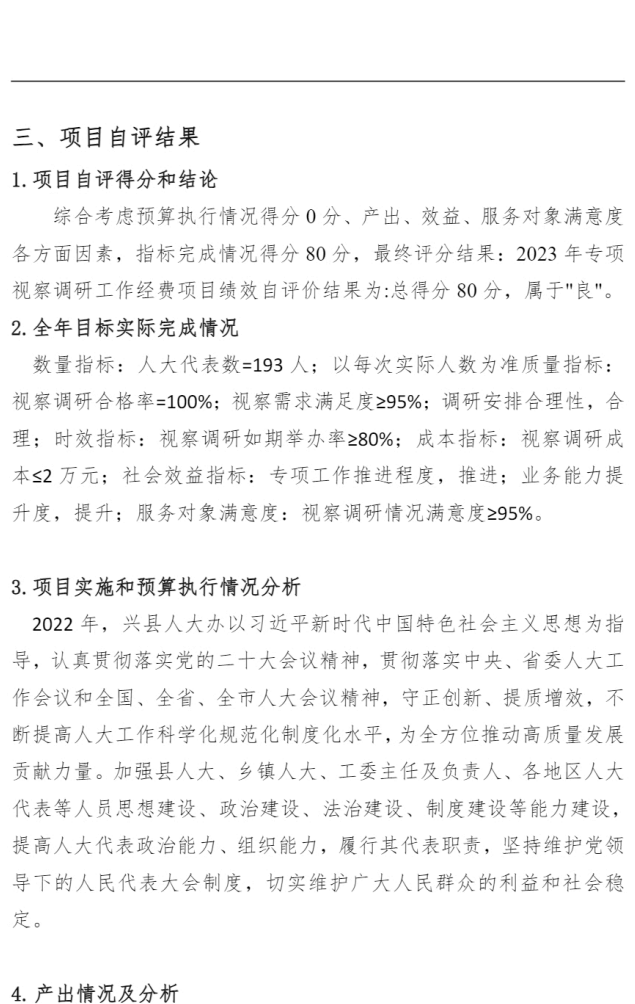 三、项目自评结果
1.项目自评得分和结论
综合考虑预算执行情况得分 0 分、产出、效益、服务对象满意度
各方面因素，指标完成情况得分 80 分，最终评分结果：2023 年专项
视察调研工作经费项目绩效自评价结果为:总得分 80 分，属于"良"。
2.全年目标实际完成情况
数量指标：人大代表数=193 人；以每次实际人数为准质量指标：
视察调研合格率=100%；视察需求满足度≥95%；调研安排合理性，合
理；时效指标：视察调研如期举办率≥80%；成本指标：视察调研成
本≤2 万元；社会效益指标：专项工作推进程度，推进；业务能力提
升度，提升；服务对象满意度：视察调研情况满意度≥95%。
3.项目实施和预算执行情况分析
2022 年，兴县人大办以习近平新时代中国特色社会主义思想为指
导，认真贯彻落实党的二十大会议精神，贯彻落实中央、省委人大工
作会议和全国、全省、全市人大会议精神，守正创新、提质增效，不
断提高人大工作科学化规范化制度化水平，为全方位推动高质量发展
贡献力量。加强县人大、乡镇人大、工委主任及负责人、各地区人大
代表等人员思想建设、政治建设、法治建设、制度建设等能力建设，
提高人大代表政治能力、组织能力，履行其代表职责，坚持维护党领
导下的人民代表大会制度，切实维护广大人民群众的利益和社会稳
定。
4.产出情况及分析